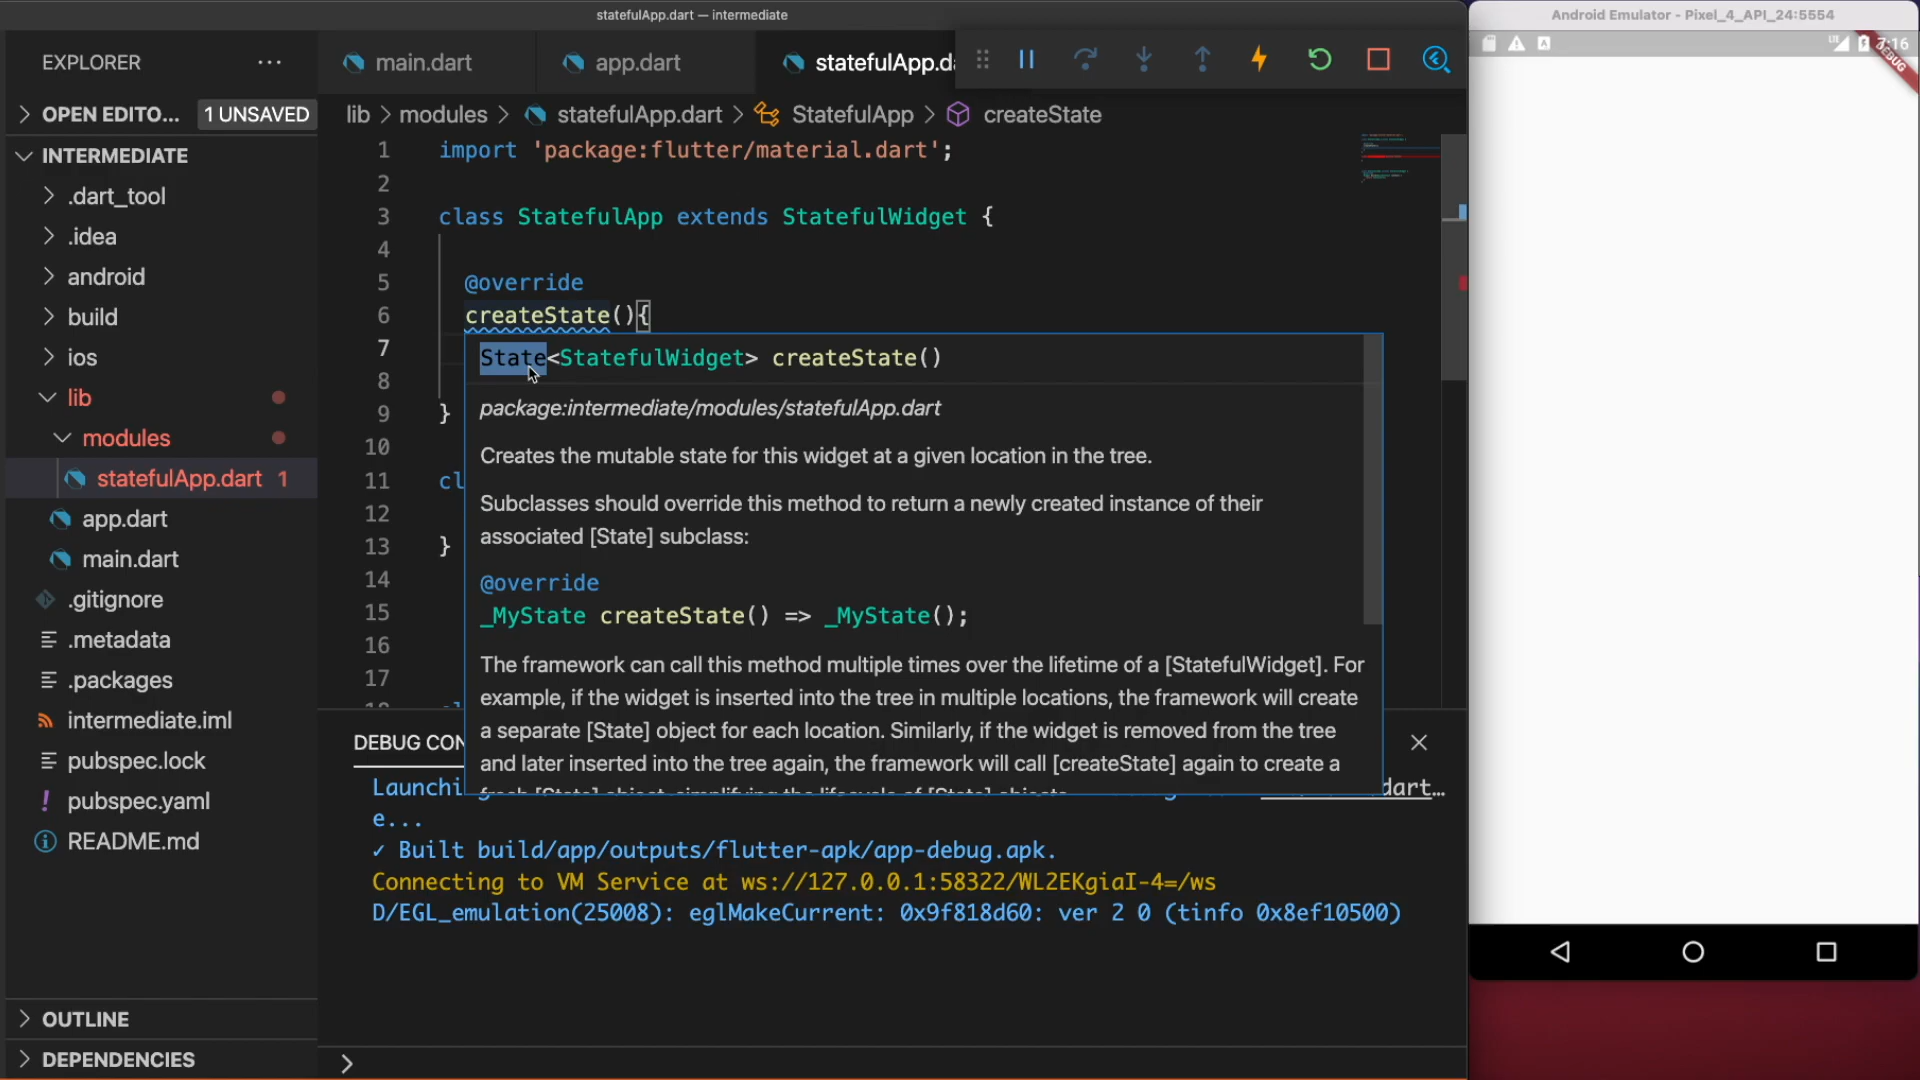 statefulApp.dart — intermediate
Android Emulator - Pixel_4_API_24:5554
EXPLORER
main.dart
app.dart
statefulApp.da
LTE
7:16
DEBUG
OPEN EDITO...
1 UNSAVED
lib > modules > statefulApp.dart > StatefulApp > createState
INTERMEDIATE
.dart_tool
.idea
android
build
ios
lib
modules
statefulApp.dart 1
app.dart
main.dart
.gitignore
.metadata
.packages
intermediate.iml
pubspec.lock
pubspec.yaml
README.md
OUTLINE
DEPENDENCIES
1 import 'package:flutter/material.dart';
2
3 class StatefulApp extends StatefulWidget {
4
5 @override
6 createState(){
7
8
9 }
10
11 cl
12
13 }
14
15
16
17
State<StatefulWidget> createState()
package:intermediate/modules/statefulApp.dart
Creates the mutable state for this widget at a given location in the tree.
Subclasses should override this method to return a newly created instance of their
associated [State] subclass:
@override
_MyState createState() => _MyState();
The framework can call this method multiple times over the lifetime of a [StatefulWidget]. For
example, if the widget is inserted into the tree in multiple locations, the framework will create
a separate [State] object for each location. Similarly, if the widget is removed from the tree
and later inserted into the tree again, the framework will call [createState] again to create a
DEBUG CON
Launchi
dart...
e...
✓ Built build/app/outputs/flutter-apk/app-debug.apk.
Connecting to VM Service at ws://127.0.0.1:58322/WL2EKgiaI-4=/ws
D/EGL_emulation(25008): eglMakeCurrent: 0x9f818d60: ver 2 0 (tinfo 0x8ef10500)